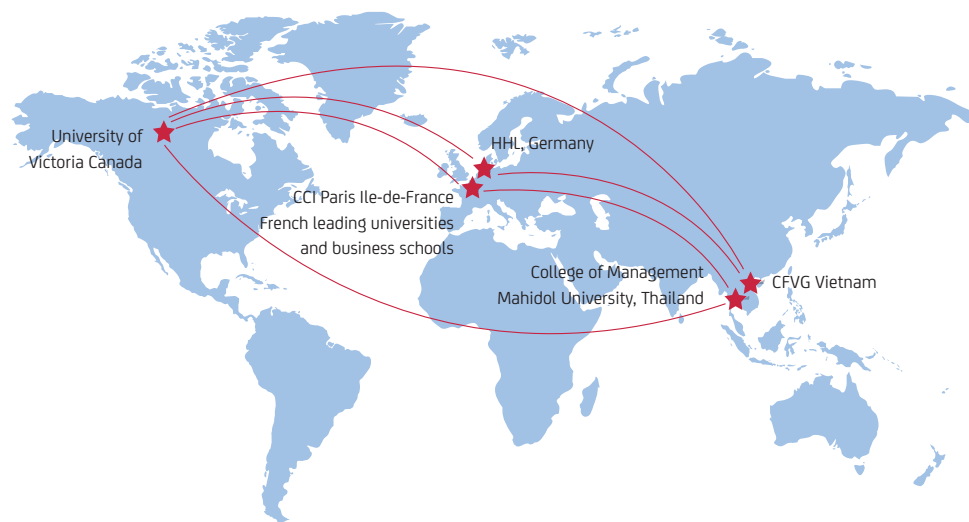 University of
Victoria Canada
HHL, Germany
CCI Paris Ile-de-France
French leading universities
and business schools
College of Management
Mahidol University, Thailand
CFVG Vietnam